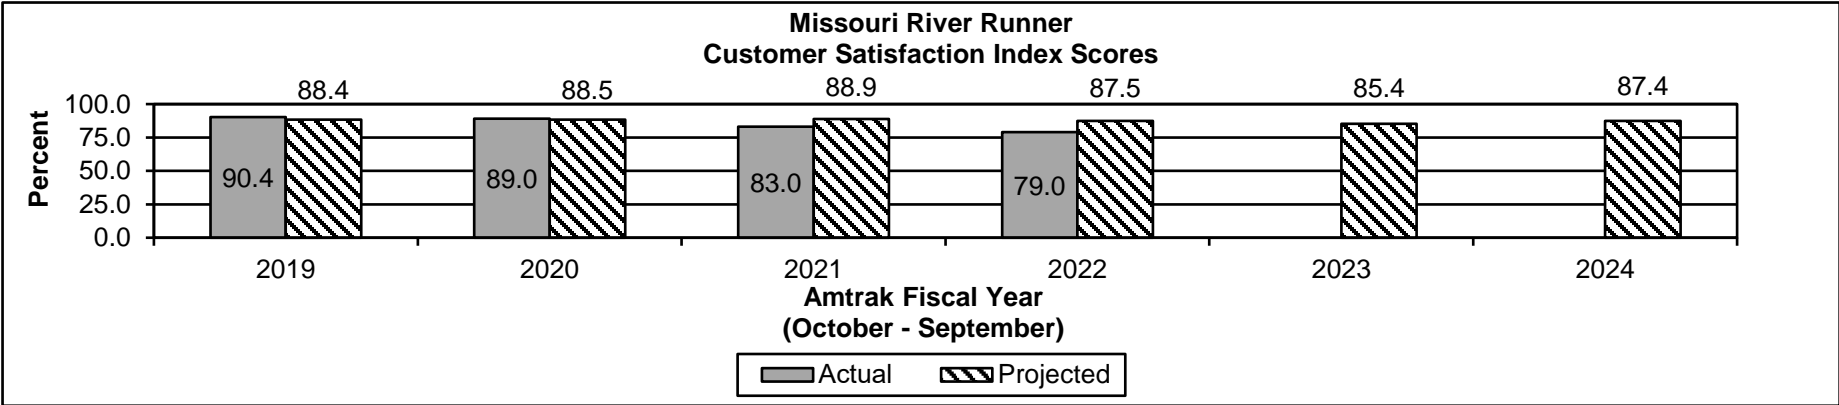 Missouri River Runner
Customer Satisfaction Index Scores
88.4 88.5 88.9 87.5 85.4 87.4
Percent
100.0
75.0
50.0
25.0
0.0
90.4 89.0 83.0 79.0
2019 2020 2021 2022 2023 2024
Amtrak Fiscal Year
(October - September)
Actual Projected